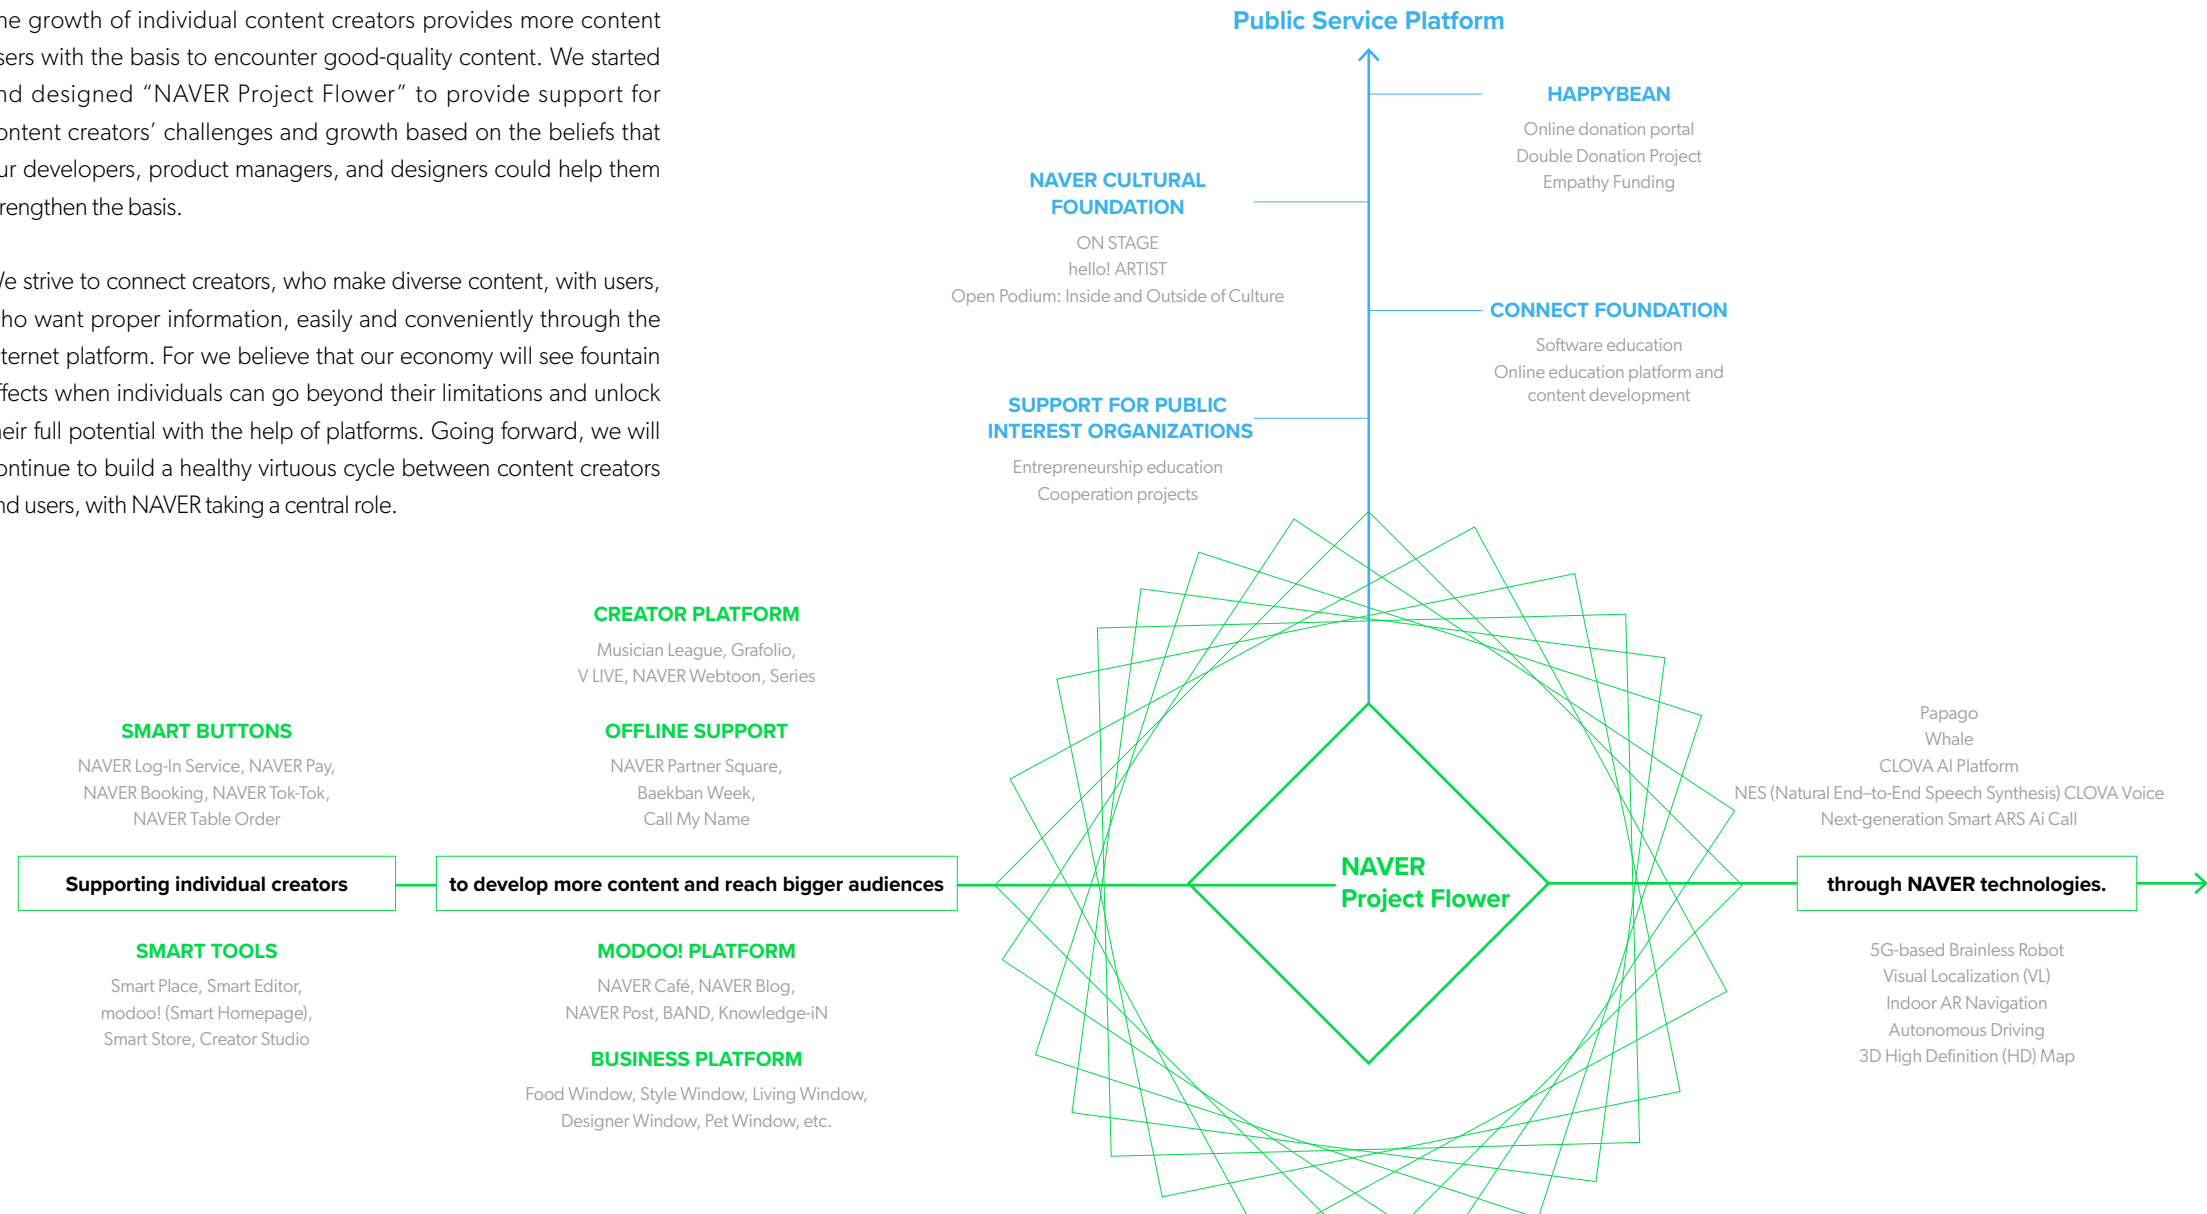 growth of individual content creators provides more content
with the basis to encounter good-quality content. We started
designed “NAVER Project Flower” to provide support for
creators’ challenges and growth based on the beliefs that
developers, product managers, and designers could help them
the basis.
strive to connect creators, who make diverse content, with users,
want proper information, easily and conveniently through the
platform. For we believe that our economy will see fountain
when individuals can go beyond their limitations and unlock
full potential with the help of platforms. Going forward, we will
to build a healthy virtuous cycle between content creators
users, with NAVER taking a central role.
Public Service Platform
HAPPYBEAN
Online donation portal
Double Donation Project
Empathy Funding
NAVER CULTURAL
FOUNDATION
ON STAGE
hello! ARTIST
Open Podium: Inside and Outside of Culture
CONNECT FOUNDATION
Software education
Online education platform and
content development
SUPPORT FOR PUBLIC
INTEREST ORGANIZATIONS
Entrepreneurship education
Cooperation projects
SMART BUTTONS
NAVER Log-In Service, NAVER Pay,
NAVER Booking, NAVER Tok-Tok,
NAVER Table Order
Supporting individual creators
SMART TOOLS
Smart Place, Smart Editor,
modoo! (Smart Homepage),
Smart Store, Creator Studio
CREATOR PLATFORM
Musician League, Grafolio,
V LIVE, NAVER Webtoon, Series
OFFLINE SUPPORT
NAVER Partner Square,
Baekban Week,
Call My Name
to develop more content and reach bigger audiences
MODOO! PLATFORM
NAVER Café, NAVER Blog,
NAVER Post, BAND, Knowledge-iN
BUSINESS PLATFORM
Food Window, Style Window, Living Window,
Designer Window, Pet Window, etc.
NAVER
Project Flower
Papago
Whale
CLOVA AI Platform
NES (Natural End–to-End Speech Synthesis) CLOVA Voice
Next-generation Smart ARS Ai Call
through NAVER technologies.
5G-based Brainless Robot
Visual Localization (VL)
Indoor AR Navigation
Autonomous Driving
3D High Definition (HD) Map